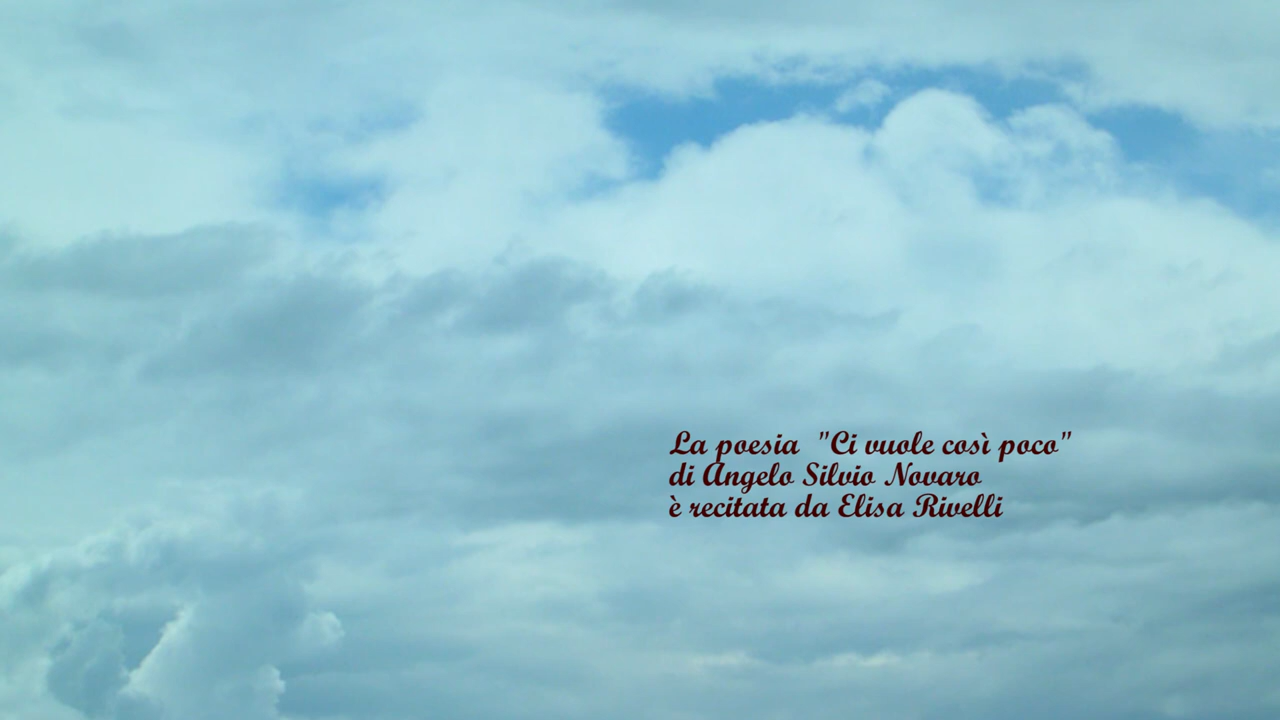 La poesia "Ci vuole così poco"
di Angelo Silvio Novaro
è recitata da Elisa Rivelli